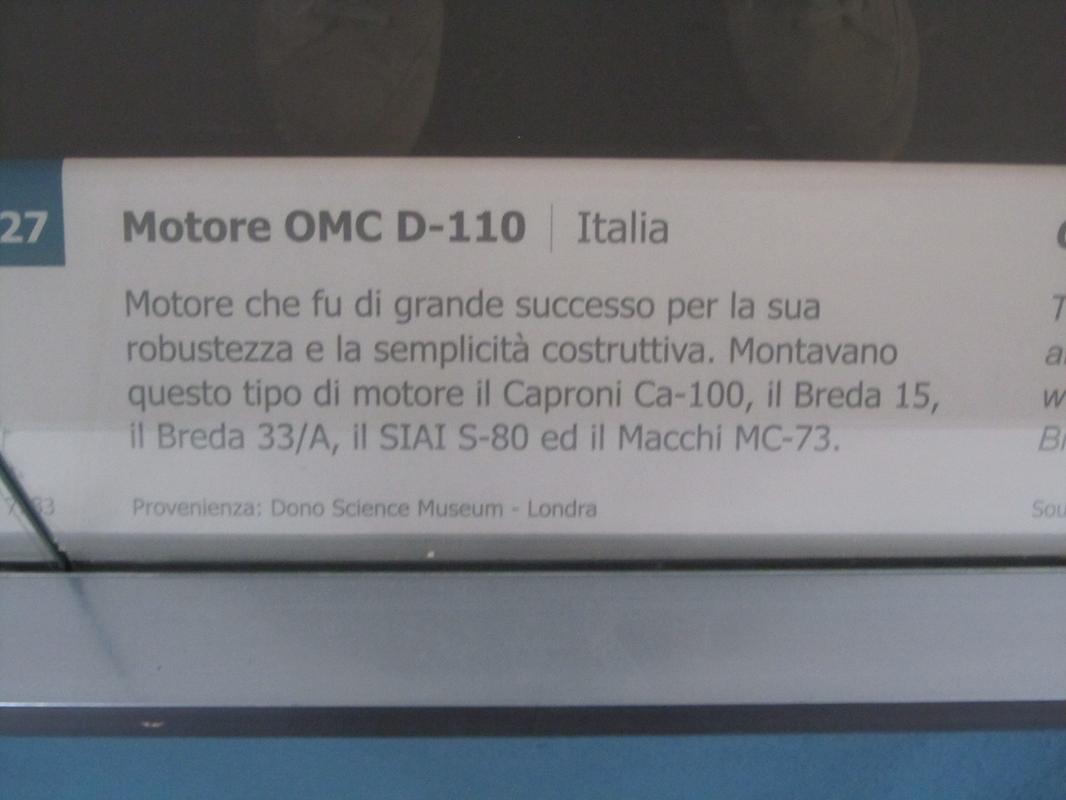 27
Motore OMC D-110 | Italia
Motore che fu di grande successo per la sua
robustezza e la semplicità costruttiva. Montavano
questo tipo di motore il Caproni Ca-100, il Breda 15,
il Breda 33/A, il SIAI S-80 ed il Macchi MC-73.
Provenienza: Dono Science Museum - Londra